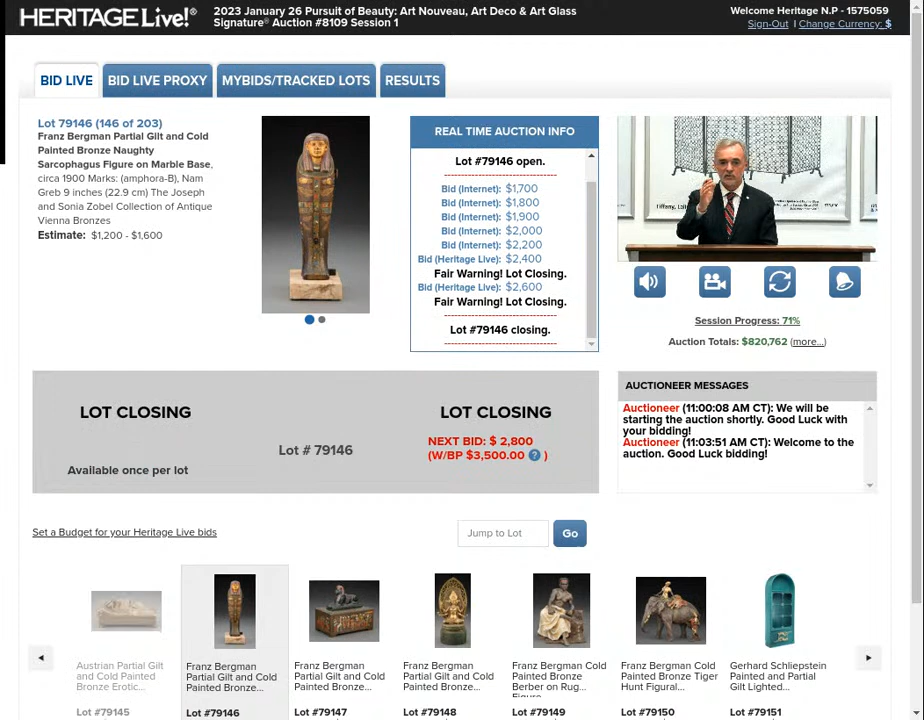 HERITAGE Live!®
2023 January 26 Pursuit of Beauty: Art Nouveau, Art Deco & Art Glass
Signature® Auction #8109 Session 1
Welcome Heritage N.P - 1575059
Sign-Out | Change Currency: $
BID LIVE
BID LIVE PROXY
MYBIDS/TRACKED LOTS
RESULTS
Lot 79146 (146 of 203)
Franz Bergman Partial Gilt and Cold
Painted Bronze Naughty
Sarcophagus Figure on Marble Base,
circa 1900 Marks: (amphora-B), Nam
Greb 9 inches (22.9 cm) The Joseph
and Sonia Zobel Collection of Antique
Vienna Bronzes
Estimate: $1,200 - $1,600
REAL TIME AUCTION INFO
Lot #79146 open.
--------------------------------
Bid (Internet): $1,700
Bid (Internet): $1,800
Bid (Internet): $1,900
Bid (Internet): $2,000
Bid (Internet): $2,200
Bid (Heritage Live): $2,400
Fair Warning! Lot Closing.
Bid (Heritage Live): $2,600
Fair Warning! Lot Closing.
--------------------------------
Lot #79146 closing.
--------------------------------
Session Progress: 71%
Auction Totals: $820,762 (more...)
LOT CLOSING
Available once per lot
Lot # 79146
LOT CLOSING
NEXT BID: $ 2,800
(W/BP $3,500.00 ? )
AUCTIONEER MESSAGES
Auctioneer (11:00:08 AM CT): We will be
starting the auction shortly. Good Luck with
your bidding!
Auctioneer (11:03:51 AM CT): Welcome to the
auction. Good Luck bidding!
Set a Budget for your Heritage Live bids
Jump to Lot
Go
Austrian Partial Gilt
and Cold Painted
Bronze Erotic...
Lot #79145
Franz Bergman
Partial Gilt and Cold
Painted Bronze...
Lot #79146
Franz Bergman
Partial Gilt and Cold
Painted Bronze...
Lot #79147
Franz Bergman
Partial Gilt and Cold
Painted Bronze...
Lot #79148
Franz Bergman Cold
Painted Bronze
Berber on Rug...
Figure
Lot #79149
Franz Bergman Cold
Painted Bronze Tiger
Hunt Figural...
Lot #79150
Gerhard Schliepstein
Painted and Partial
Gilt Lighted...
Lot #79151